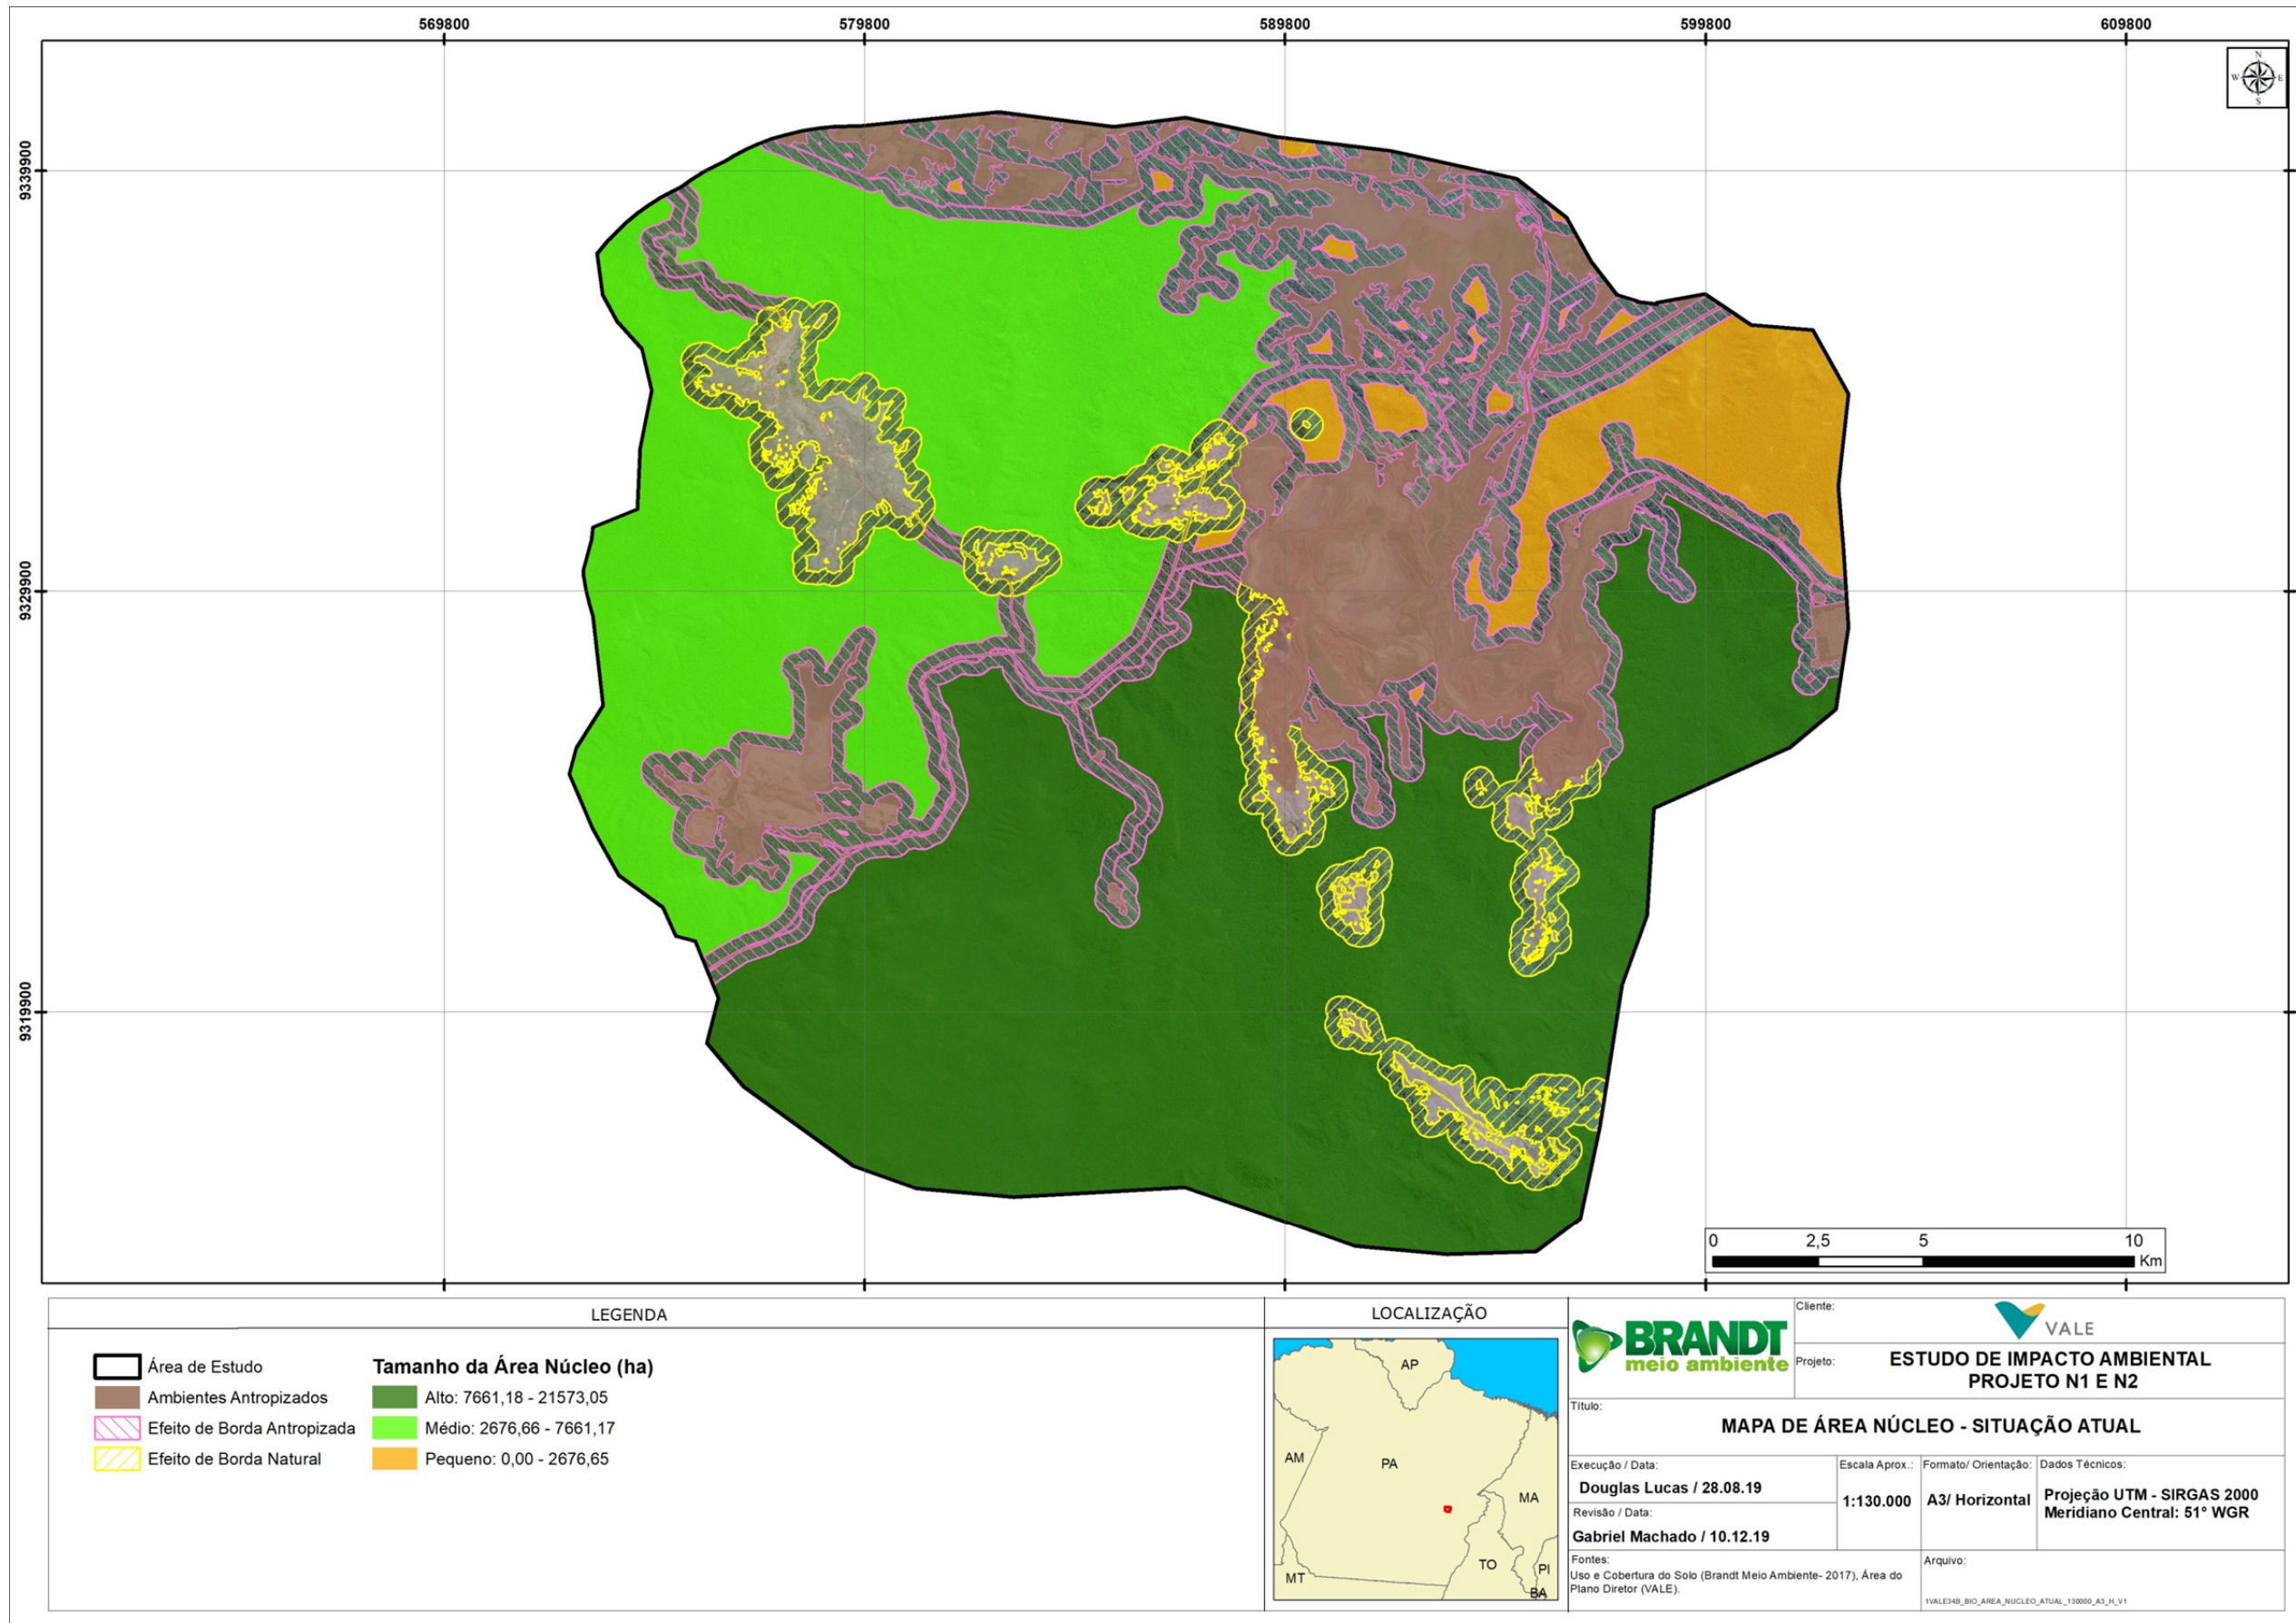 569800
579800
589800
599800
609800
N
W
E
S
9339900
9329900
9319900
0
2,5
5
10
Km
LEGENDA
Área de Estudo
Ambientes Antropizados
Efeito de Borda Antropizada
Efeito de Borda Natural
Tamanho da Área Núcleo (ha)
Alto: 7661,18 - 21573,05
Médio: 2676,66 - 7661,17
Pequeno: 0,00 - 2676,65
LOCALIZAÇÃO
AP
AM
PA
MA
TO
PI
MT
BA
BRANDT
meio ambiente
Cliente:
VALE
Projeto:
ESTUDO DE IMPACTO AMBIENTAL
PROJETO N1 E N2
Título:
MAPA DE ÁREA NÚCLEO - SITUAÇÃO ATUAL
Execução / Data:
Douglas Lucas / 28.08.19
Revisão / Data:
Gabriel Machado / 10.12.19
Escala Aprox.:
1:130.000
Formato/ Orientação:
A3/ Horizontal
Dados Técnicos:
Projeção UTM - SIRGAS 2000
Meridiano Central: 51° WGR
Fontes:
Uso e Cobertura do Solo (Brandt Meio Ambiente- 2017), Área do
Plano Diretor (VALE).
Arquivo:
1VALE34B_BIO_AREA_NUCLEO_ATUAL_130000_A3_H_V1